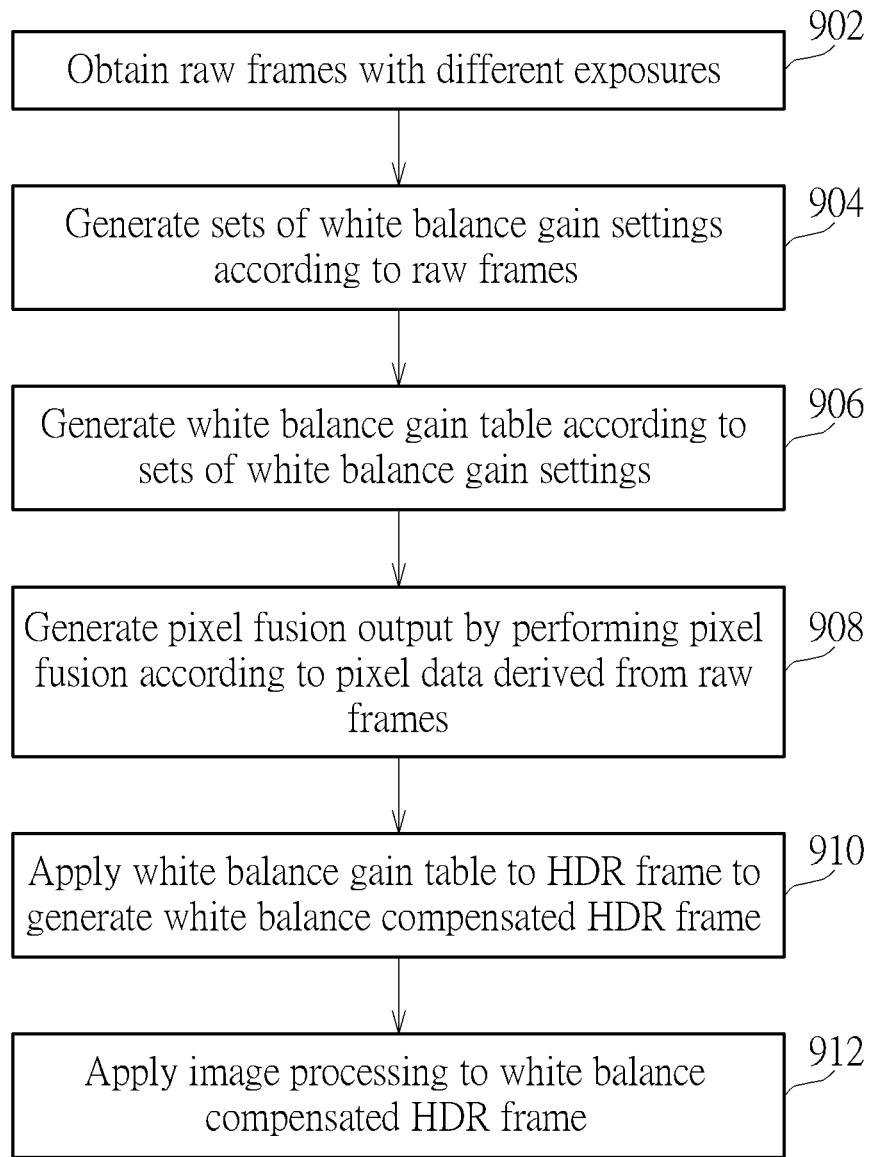 902
Obtain raw frames with different exposures
904
Generate sets of white balance gain settings
according to raw frames
906
Generate white balance gain table according to
sets of white balance gain settings
908
Generate pixel fusion output by performing pixel
fusion according to pixel data derived from raw
frames
910
Apply white balance gain table to HDR frame to
generate white balance compensated HDR frame
912
Apply image processing to white balance
compensated HDR frame